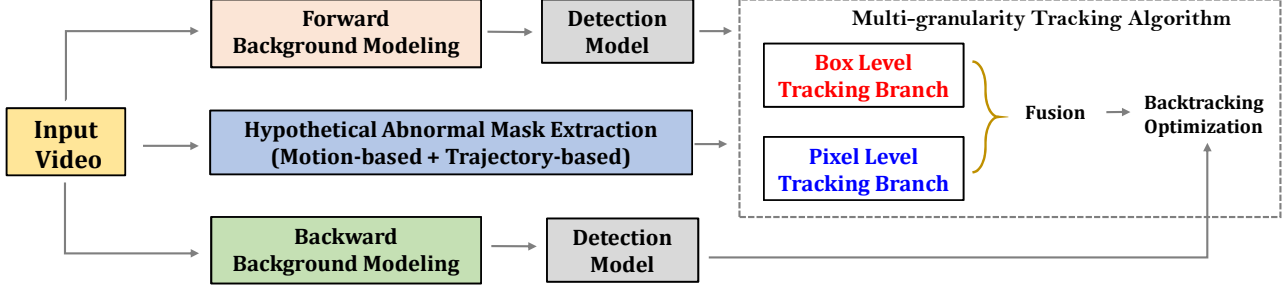 Input
Video
Forward
Background Modeling
Detection
Model
Hypothetical Abnormal Mask Extraction
(Motion-based + Trajectory-based)
Backward
Background Modeling
Detection
Model
Multi-granularity Tracking Algorithm
Box Level
Tracking Branch
Pixel Level
Tracking Branch
Fusion
Backtracking
Optimization